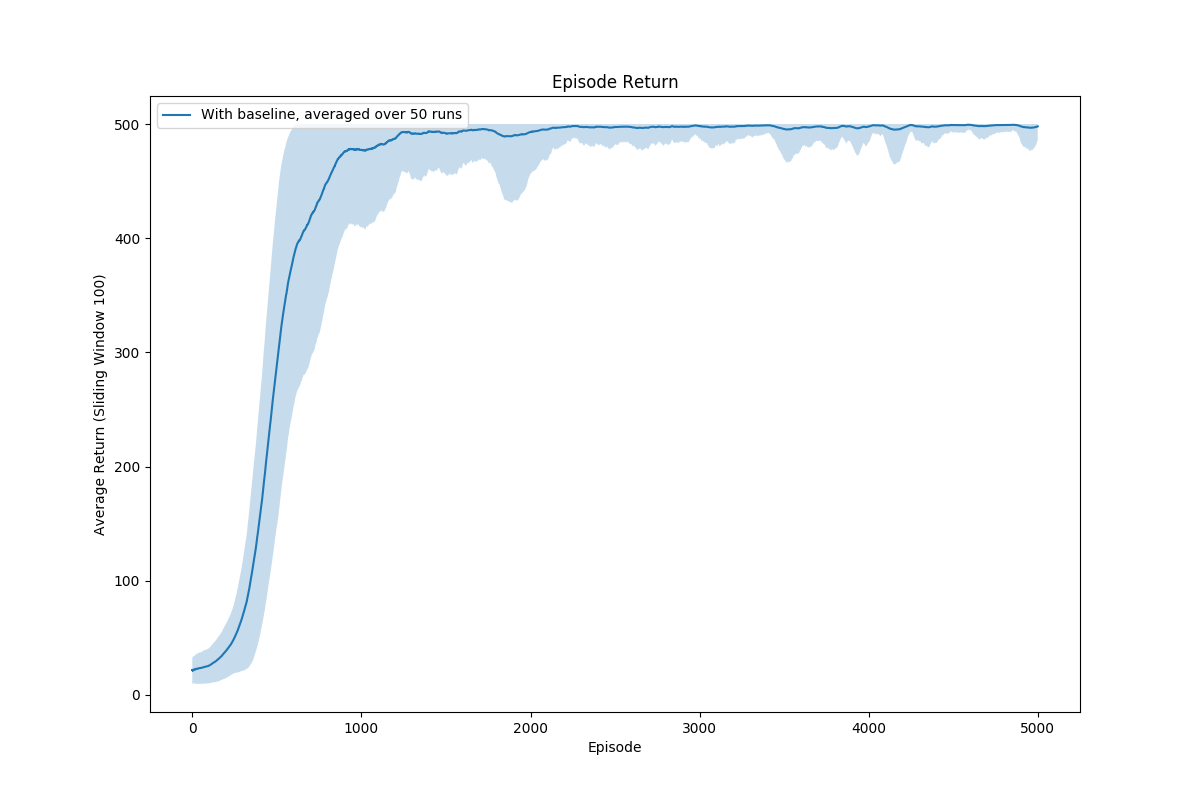 Episode Return
With baseline, averaged over 50 runs
Average Return (Sliding Window 100)
500
400
300
200
100
0
0 1000 2000 3000 4000 5000
Episode